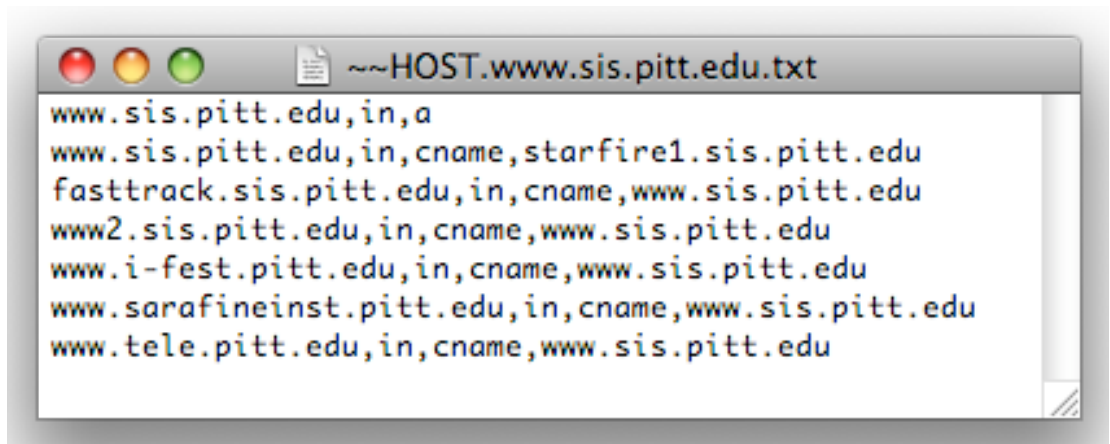 ~~HOST.www.sis.pitt.edu.txt
www.sis.pitt.edu,in,a
www.sis.pitt.edu,in,cname,starfire1.sis.pitt.edu
fasttrack.sis.pitt.edu,in,cname,www.sis.pitt.edu
www2.sis.pitt.edu,in,cname,www.sis.pitt.edu
www.i-fest.pitt.edu,in,cname,www.sis.pitt.edu
www.sarafineinst.pitt.edu,in,cname,www.sis.pitt.edu
www.tele.pitt.edu,in,cname,www.sis.pitt.edu